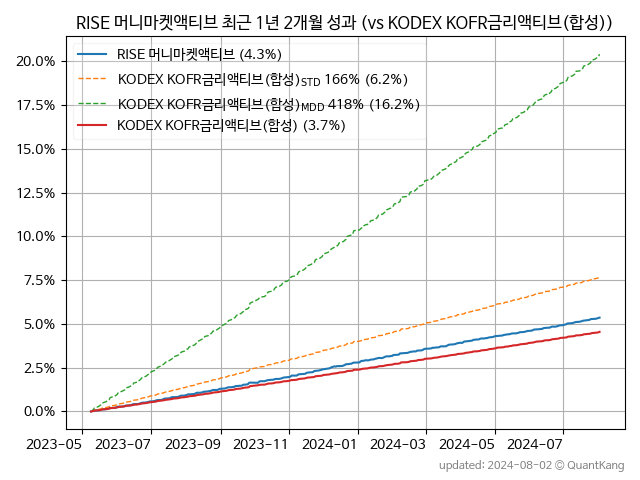 RISE 머니마켓액티브 최근 1년 2개월 성과 (vs KODEX KOFR금리액티브(합성))
RISE 머니마켓액티브 (4.3%)
KODEX KOFR금리액티브(합성)STD 166% (6.2%)
KODEX KOFR금리액티브(합성)MDD 418% (16.2%)
KODEX KOFR금리액티브(합성) (3.7%)
20.0%
17.5%
15.0%
12.5%
10.0%
7.5%
5.0%
2.5%
0.0%
2023-05 2023-07 2023-09 2023-11 2024-01 2024-03 2024-05 2024-07
updated: 2024-08-02 © QuantKang